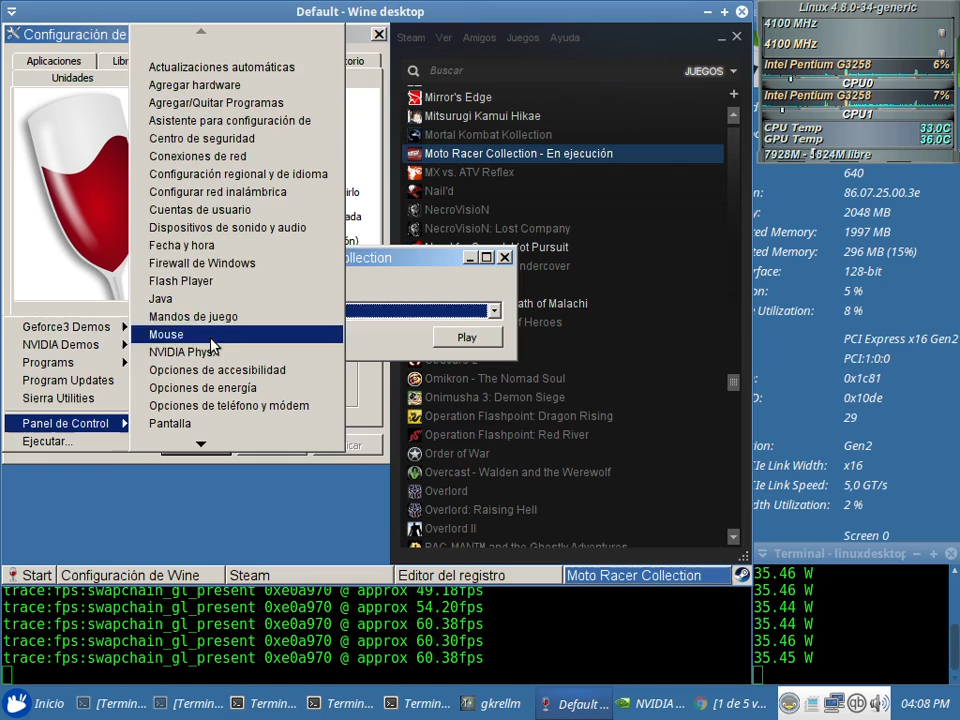 Default - Wine desktop
Configuración de
Aplicaciones
Unidades
Actualizaciones automáticas
Agregar hardware
Agregar/Quitar Programas
Asistente para configuración de
Centro de seguridad
Conexiones de red
Configuración regional y de idioma
Configurar red inalámbrica
Cuentas de usuario
Dispositivos de sonido y audio
Fecha y hora
Firewall de Windows
Flash Player
Java
Mandos de juego
Mouse
NVIDIA PhysX
Opciones de accesibilidad
Opciones de energía
Opciones de teléfono y módem
Pantalla
Geforce3 Demos
NVIDIA Demos
Programs
Program Updates
Sierra Utilities
Panel de Control
Ejecutar...
Play
Steam Ver Amigos Juegos Ayuda
Buscar
JUEGOS
Mirror's Edge
Mitsurugi Kamui Hikae
Mortal Kombat Kollection
Moto Racer Collection - En ejecución
MX vs. ATV Reflex
Nail'd
NecroVisioN
NecroVisioN: Lost Company
Omikron - The Nomad Soul
Onimusha 3: Demon Siege
Operation Flashpoint: Dragon Rising
Operation Flashpoint: Red River
Order of War
Overcast - Walden and the Werewolf
Overlord
Overlord: Raising Hell
Overlord II
Start
Configuración de Wine
Steam
Editor del registro
Moto Racer Collection
trace:fps:swapchain_gl_present 0xe0a970 @ approx 49.18fps
trace:fps:swapchain_gl_present 0xe0a970 @ approx 54.20fps
trace:fps:swapchain_gl_present 0xe0a970 @ approx 60.38fps
trace:fps:swapchain_gl_present 0xe0a970 @ approx 60.30fps
trace:fps:swapchain_gl_present 0xe0a970 @ approx 60.38fps
Linux 4.8.0-34-generic
4100 MHz
4100 MHz
Intel Pentium G3258 6%
CPU0
Intel Pentium G3258 7%
CPU1
CPU Temp 33.0C
GPU Temp 36.0C
7928M - 5824M libre
640
86.07.25.00.3e
2048 MB
1997 MB
296 MB (15%)
128-bit
5 %
8 %
PCI Express x16 Gen2
PCI:1:0:0
0x1c81
0x10de
29
Gen2
x16
5,0 GT/s
2 %
Screen 0
Terminal - linuxdesktop
35.46 W
35.46 W
35.44 W
35.44 W
35.46 W
35.45 W
Inicio
[Termin...
[Termin...
Termin...
Termin...
Termin...
gkrellm
Default ...
NVIDIA ...
[1 de 5 v...
04:08 PM